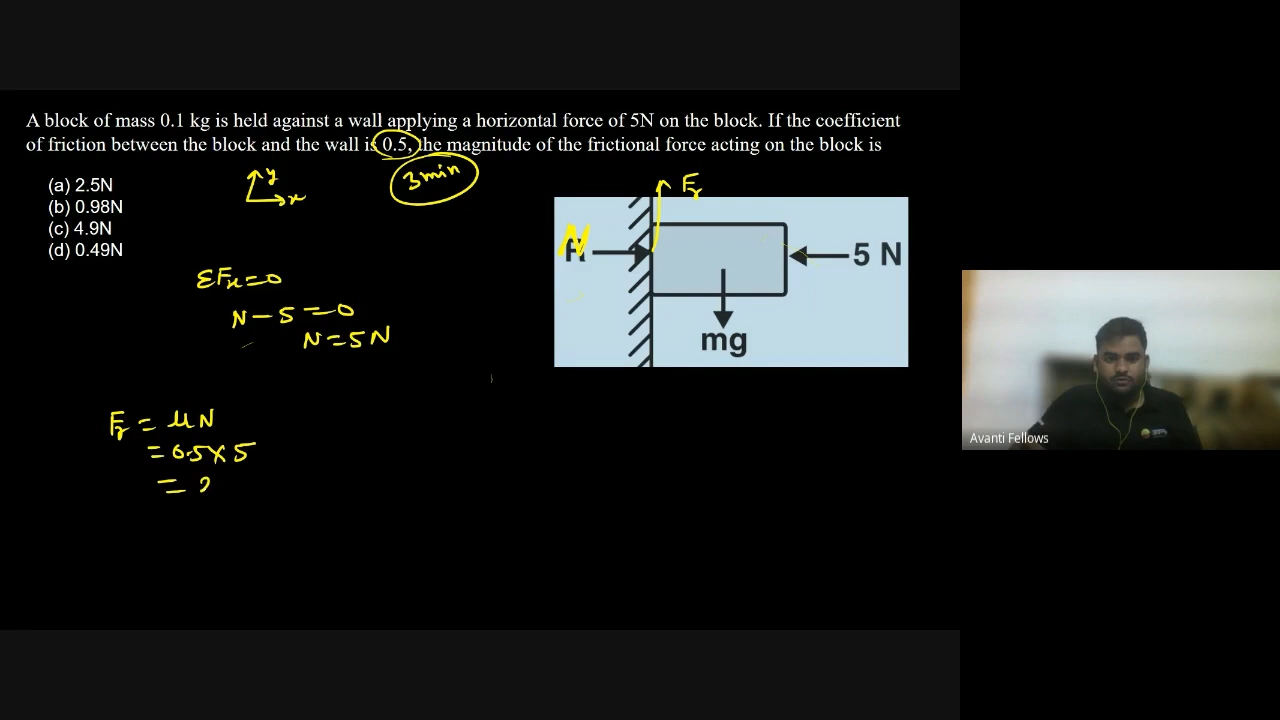 A block of mass 0.1 kg is held against a wall applying a horizontal force of 5N on the block. If the coefficient
of friction between the block and the wall is 0.5, the magnitude of the frictional force acting on the block is
3min
(a) 2.5N
(b) 0.98N
(c) 4.9N
(d) 0.49N
y
x
Fr
N
5 N
mg
ΣFx=0
N-5=0
N=5N
Fr = μN
=0.5×5
= 2
Avanti Fellows